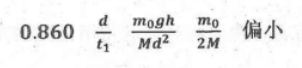 0.860 d/t₁ m₀gh/Md² m₀/2M 偏小